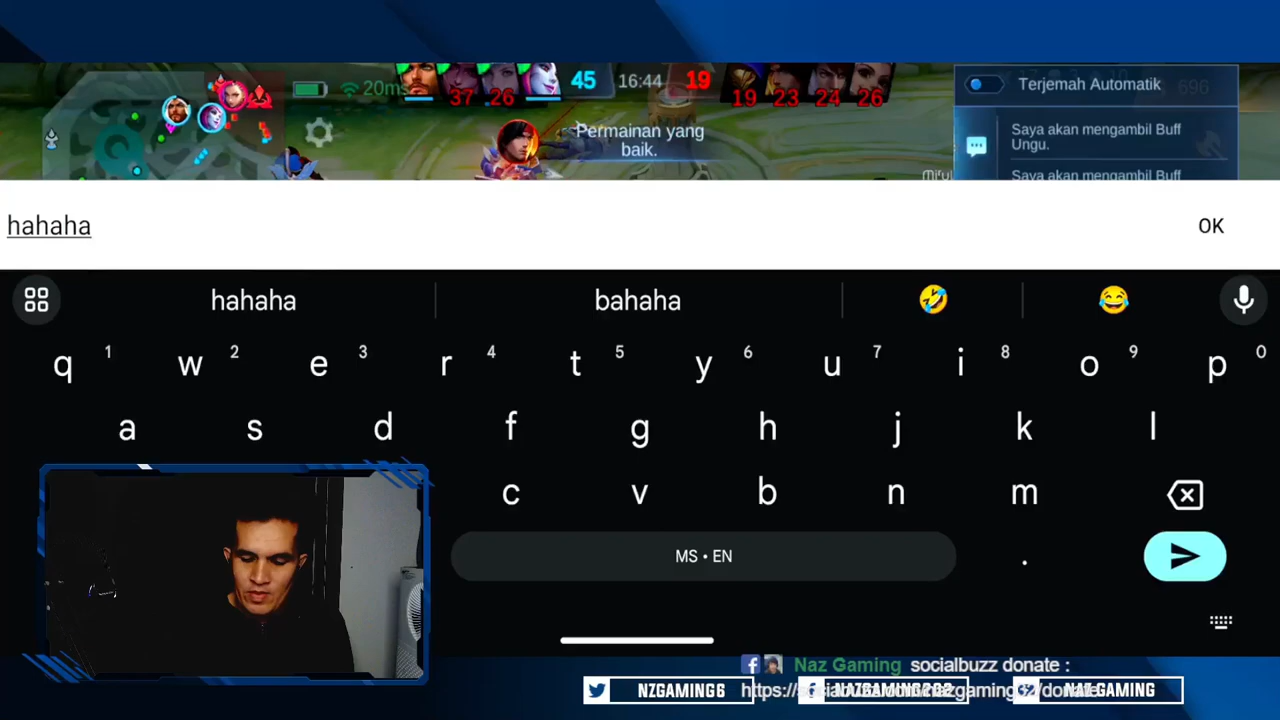 20ms
45 16:44 19
37 26
19 23 24 26
Permainan yang
baik.
Terjemah Automatik
696
Saya akan mengambil Buff
Ungu.
Saya akan mengambil Buff
hahaha
OK
hahaha bahaha 🤣 😂
q 1 w 2 e 3 r 4 t 5 y 6 u 7 i 8 o 9 p 0
a s d f g h j k l
c v b n m
MS • EN .
Naz Gaming socialbuzz donate :
NZGAMING6
NAZ GAMING